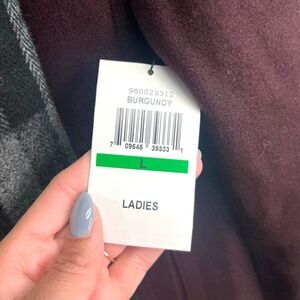 980029312
BURGUNDY
7 09546 39333 1
L
LADIES